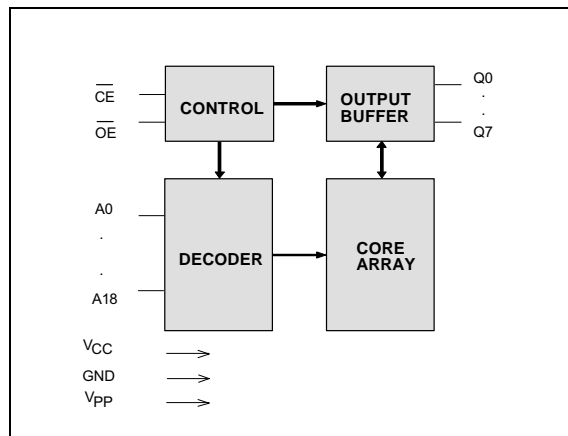 CE
OE
CONTROL
OUTPUT
BUFFER
Q0
.
.
Q7
A0
.
.
A18
DECODER
CORE
ARRAY
VCC
GND
VPP